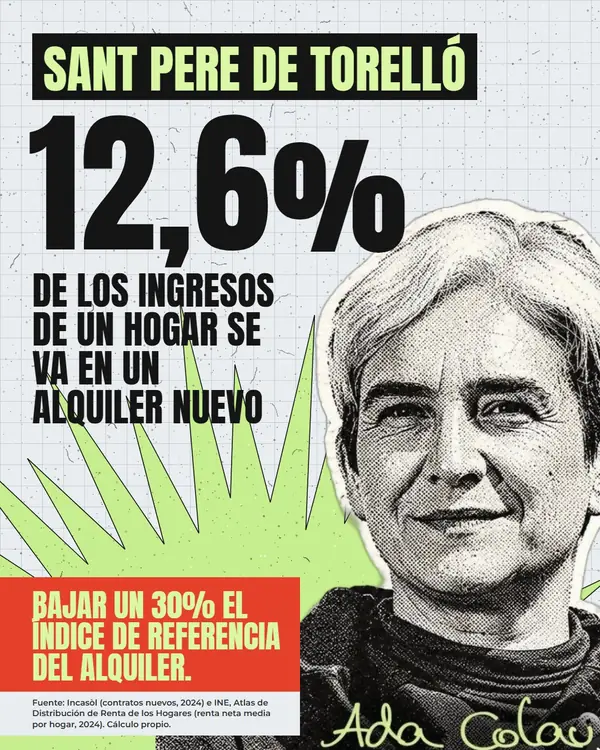 SANT PERE DE TORELLÓ
12,6%
DE LOS INGRESOS
DE UN HOGAR SE
VA EN UN
ALQUILER NUEVO
BAJAR UN 30% EL
ÍNDICE DE REFERENCIA
DEL ALQUILER.
Fuente: Incasòl (contratos nuevos, 2024) e INE, Atlas de
Distribución de Renta de los Hogares (renta neta media
por hogar, 2024). Cálculo propio.
Ada Colau